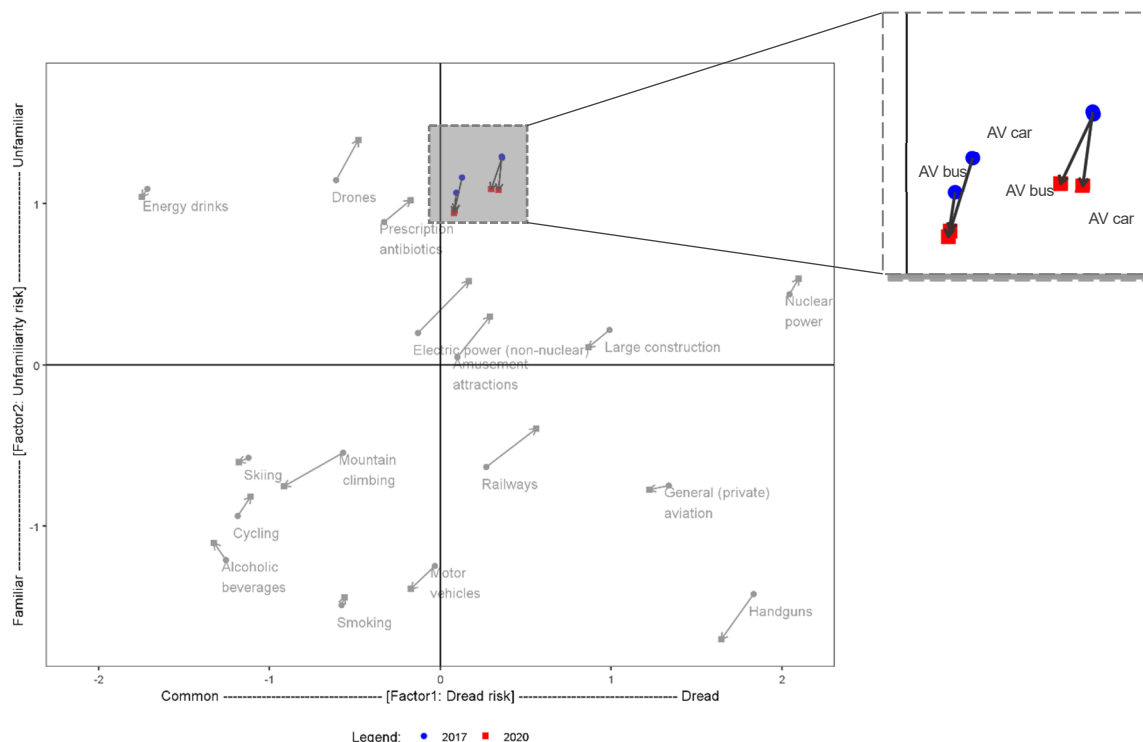 AV car
AV bus
AV bus
AV car
Drones
Energy drinks
Prescription
antibiotics
Nuclear
power
Electric power (non-nuclear)
Large construction
Amusement
attractions
Mountain
climbing
Skiing
Railways
General (private)
aviation
Cycling
Alcoholic
beverages
Motor
vehicles
Smoking
Handguns
1
0
-1
Familiar ---------------------- [Factor2: Unfamiliarity risk] ---------------------- Unfamiliar
-2
-1
0
1
2
Common -------------------------------- [Factor1: Dread risk] -------------------------------- Dread
Legend: 2017 2020